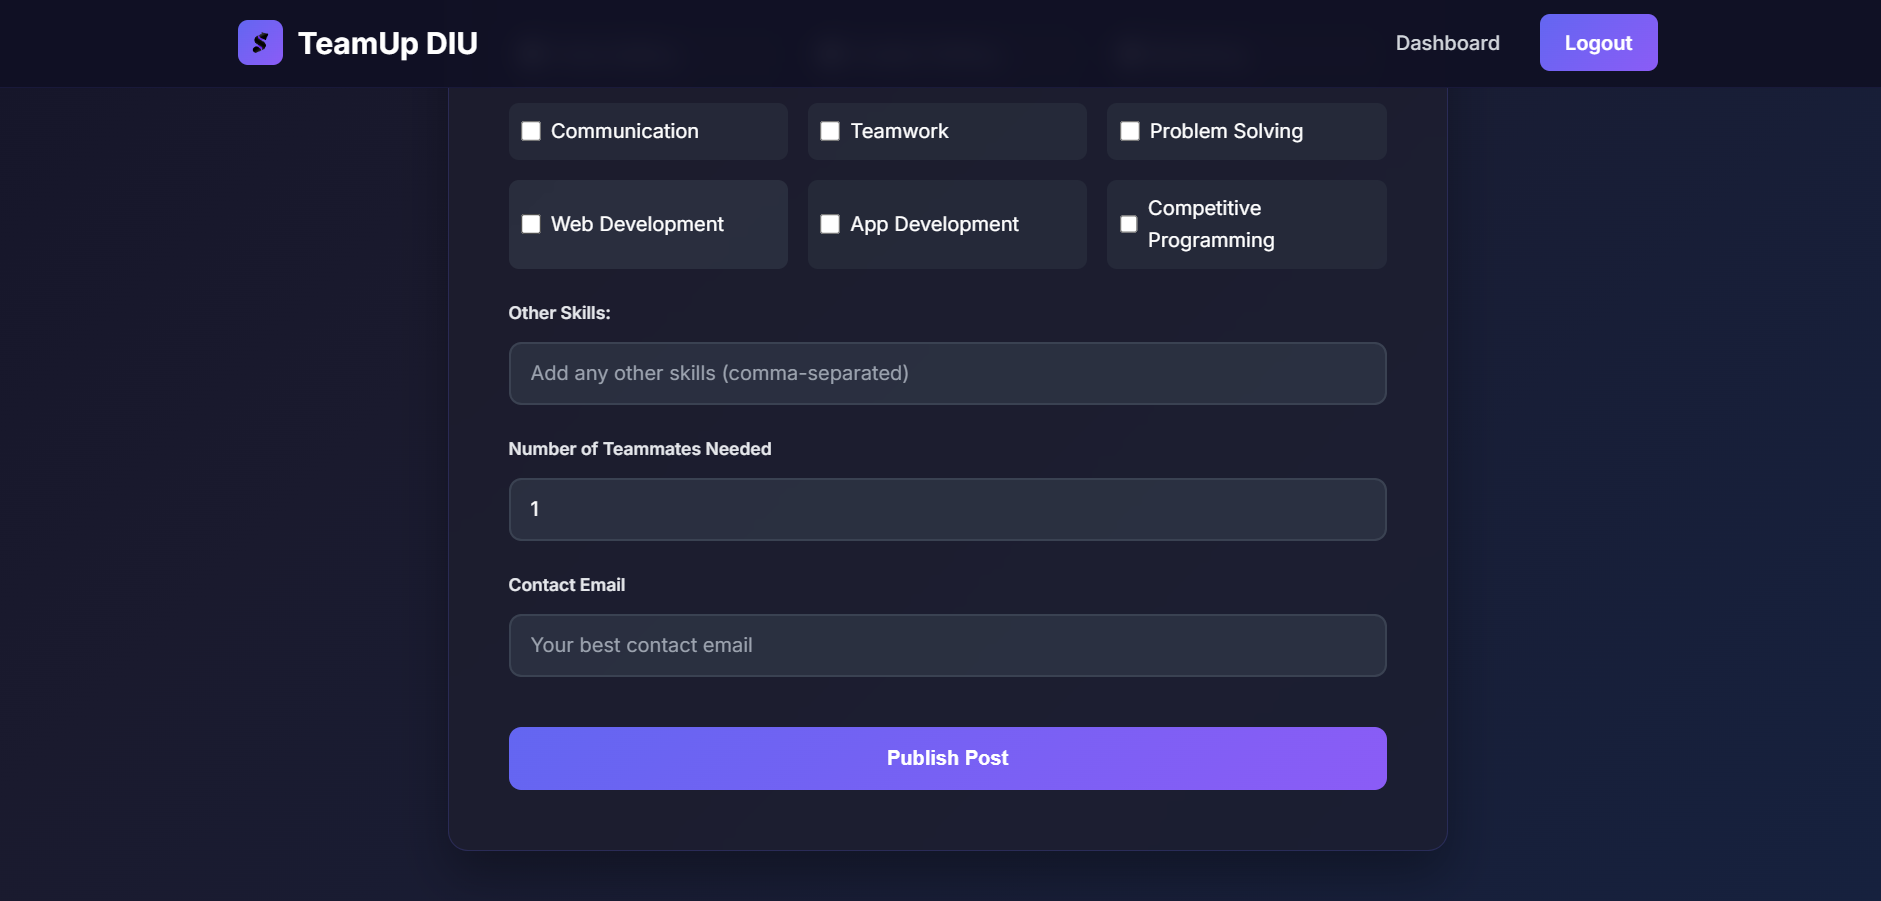 TeamUp DIU
Dashboard
Logout
Communication
Teamwork
Problem Solving
Web Development
App Development
Competitive
Programming
Other Skills:
Add any other skills (comma-separated)
Number of Teammates Needed
1
Contact Email
Your best contact email
Publish Post